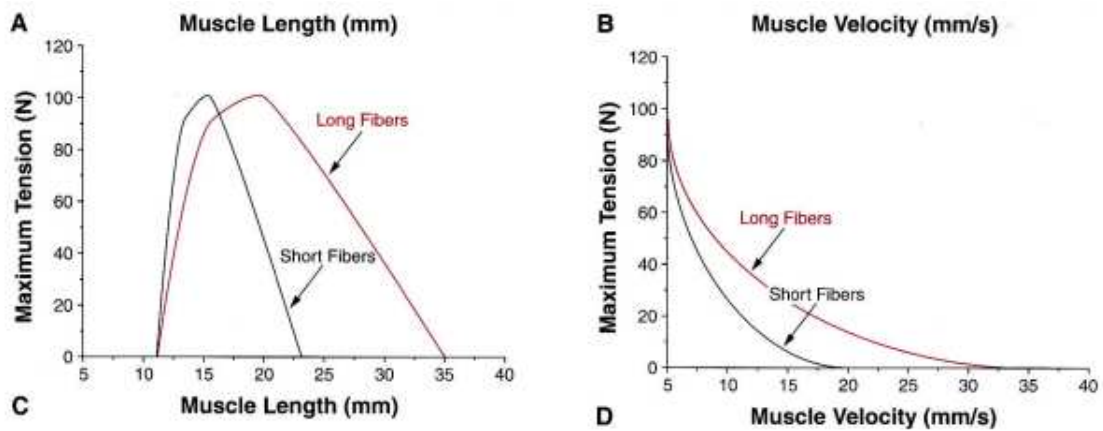 A
Muscle Length (mm)
Maximum Tension (N)
120
100
80
60
40
20
0
Long Fibers
Short Fibers
5
10
15
20
25
30
35
40
C
Muscle Length (mm)
B
Muscle Velocity (mm/s)
Maximum Tension (N)
120
100
80
60
40
20
0
Long Fibers
Short Fibers
5
10
15
20
25
30
35
40
D
Muscle Velocity (mm/s)